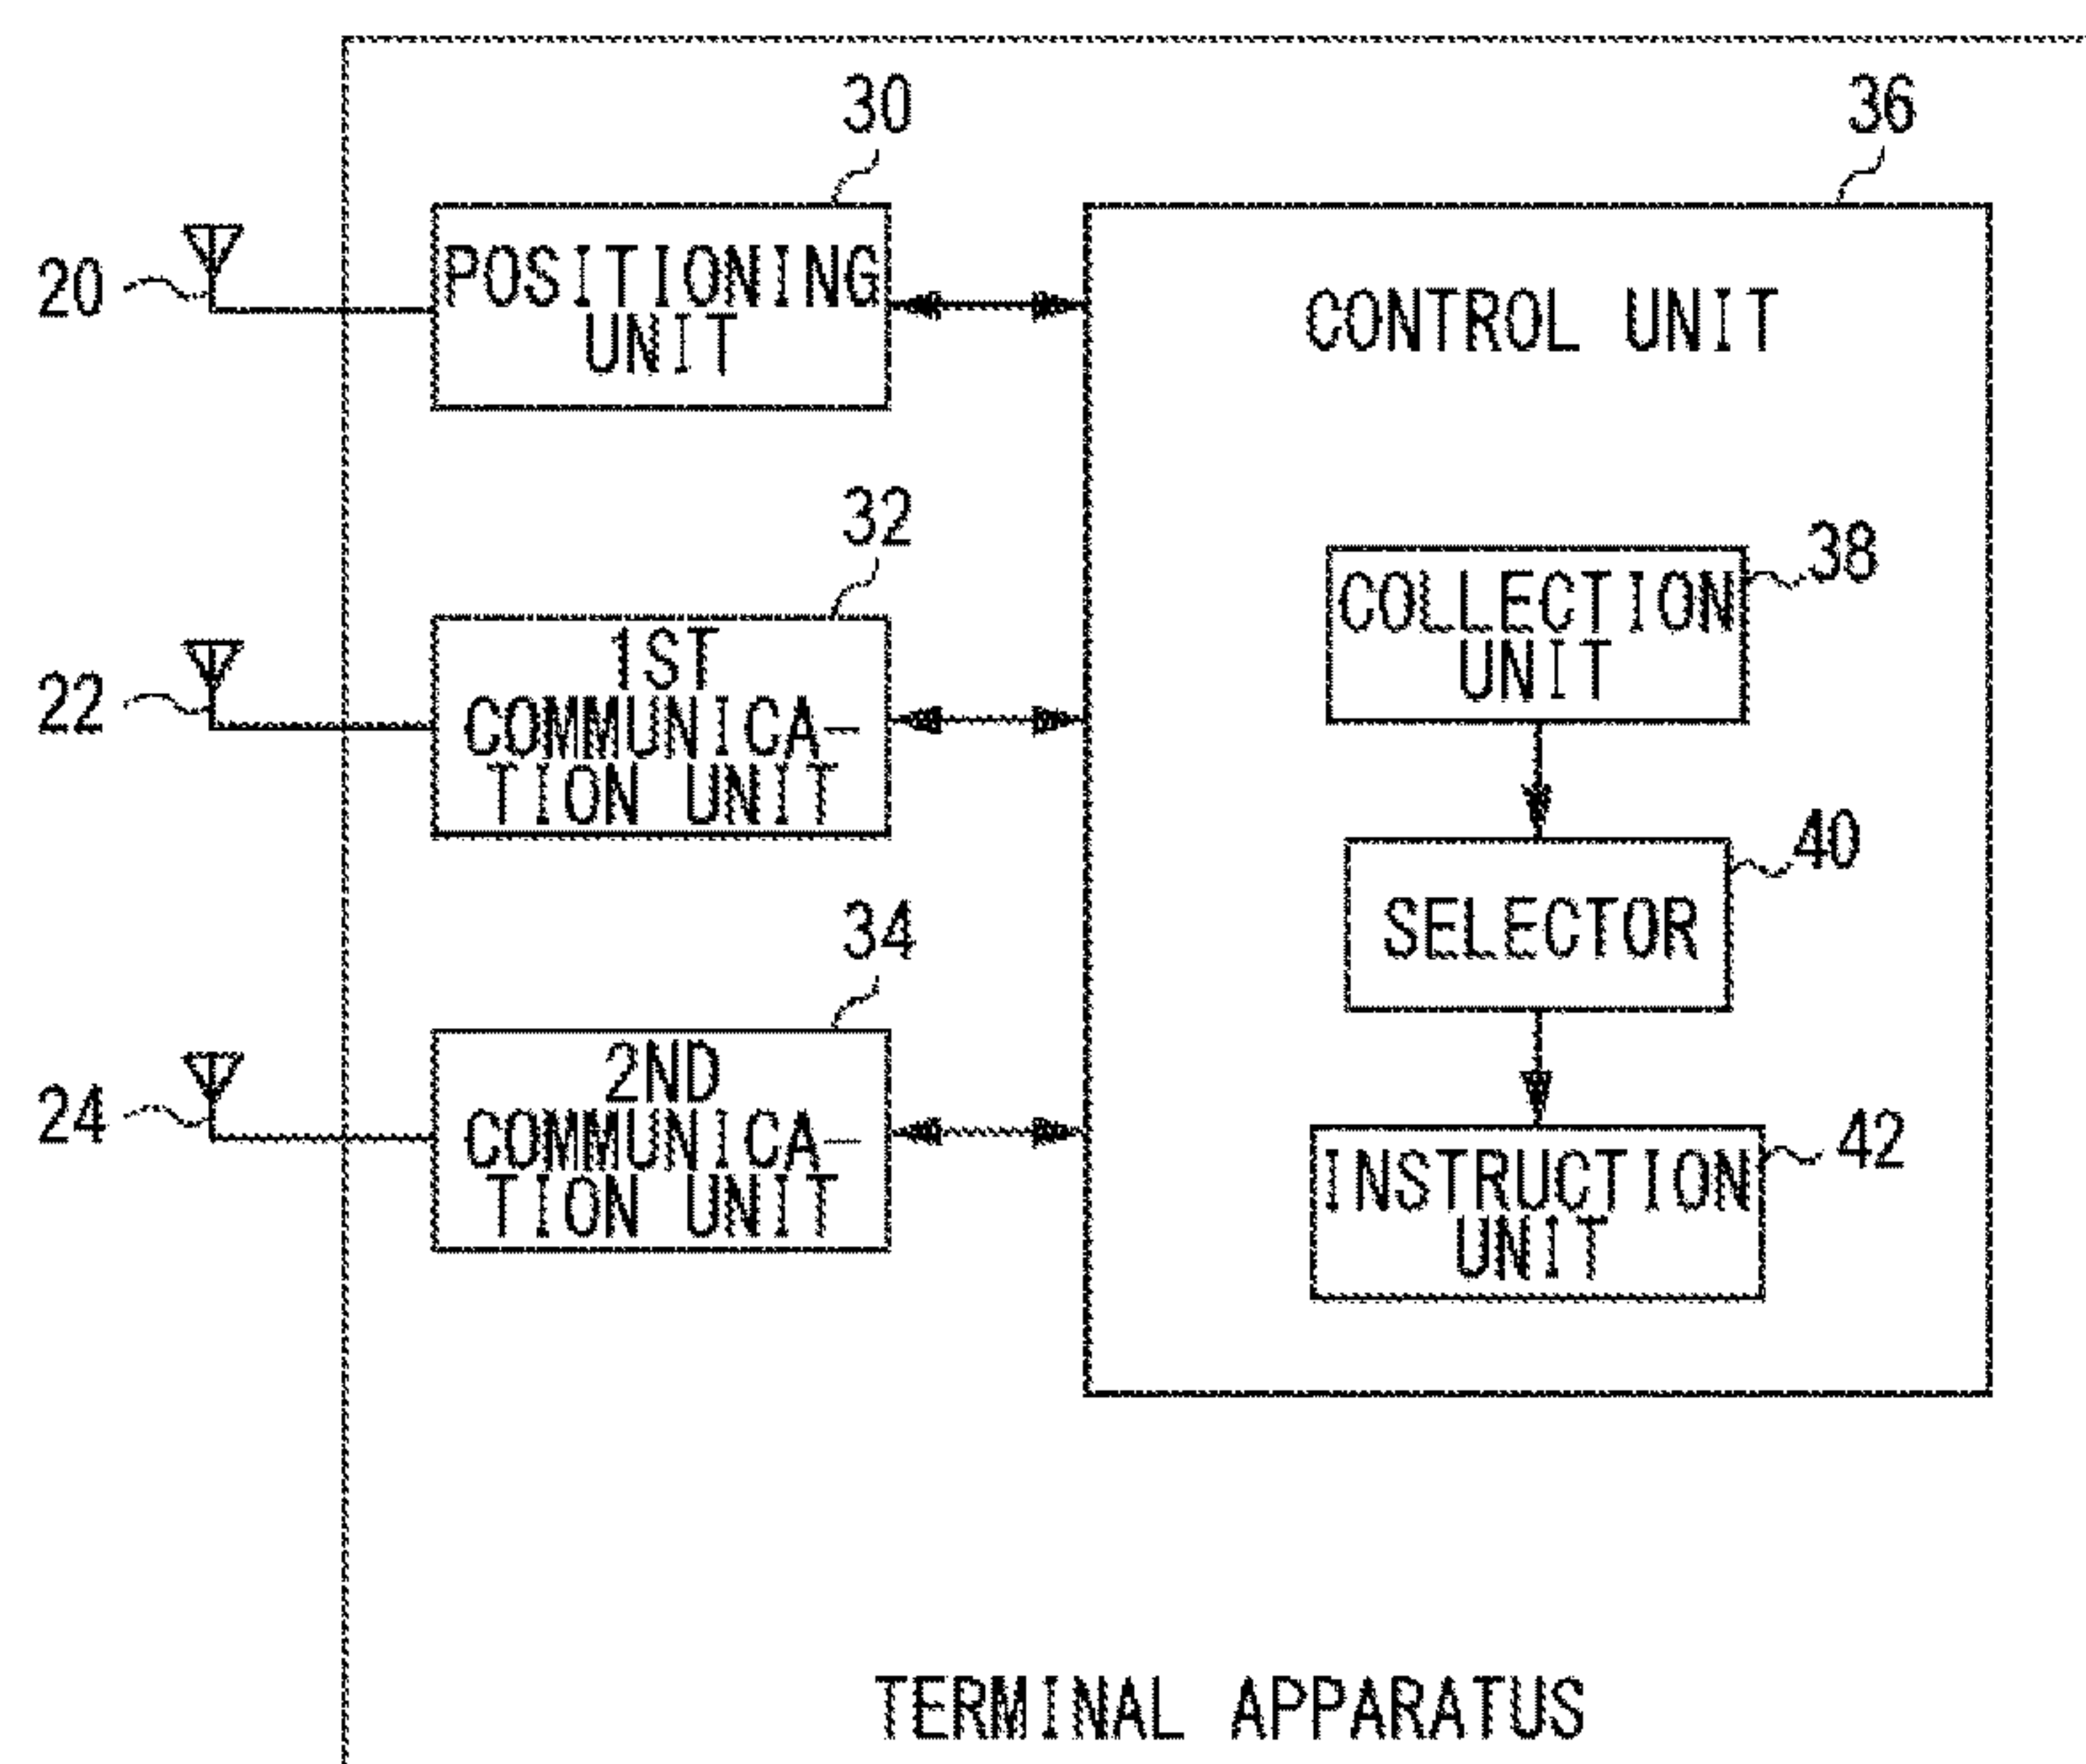 30
36
20
POSITIONING
UNIT
CONTROL UNIT
32
38
22
1ST
COMMUNICA-
TION UNIT
COLLECTION
UNIT
40
SELECTOR
34
24
2ND
COMMUNICA-
TION UNIT
42
INSTRUCTION
UNIT
TERMINAL APPARATUS